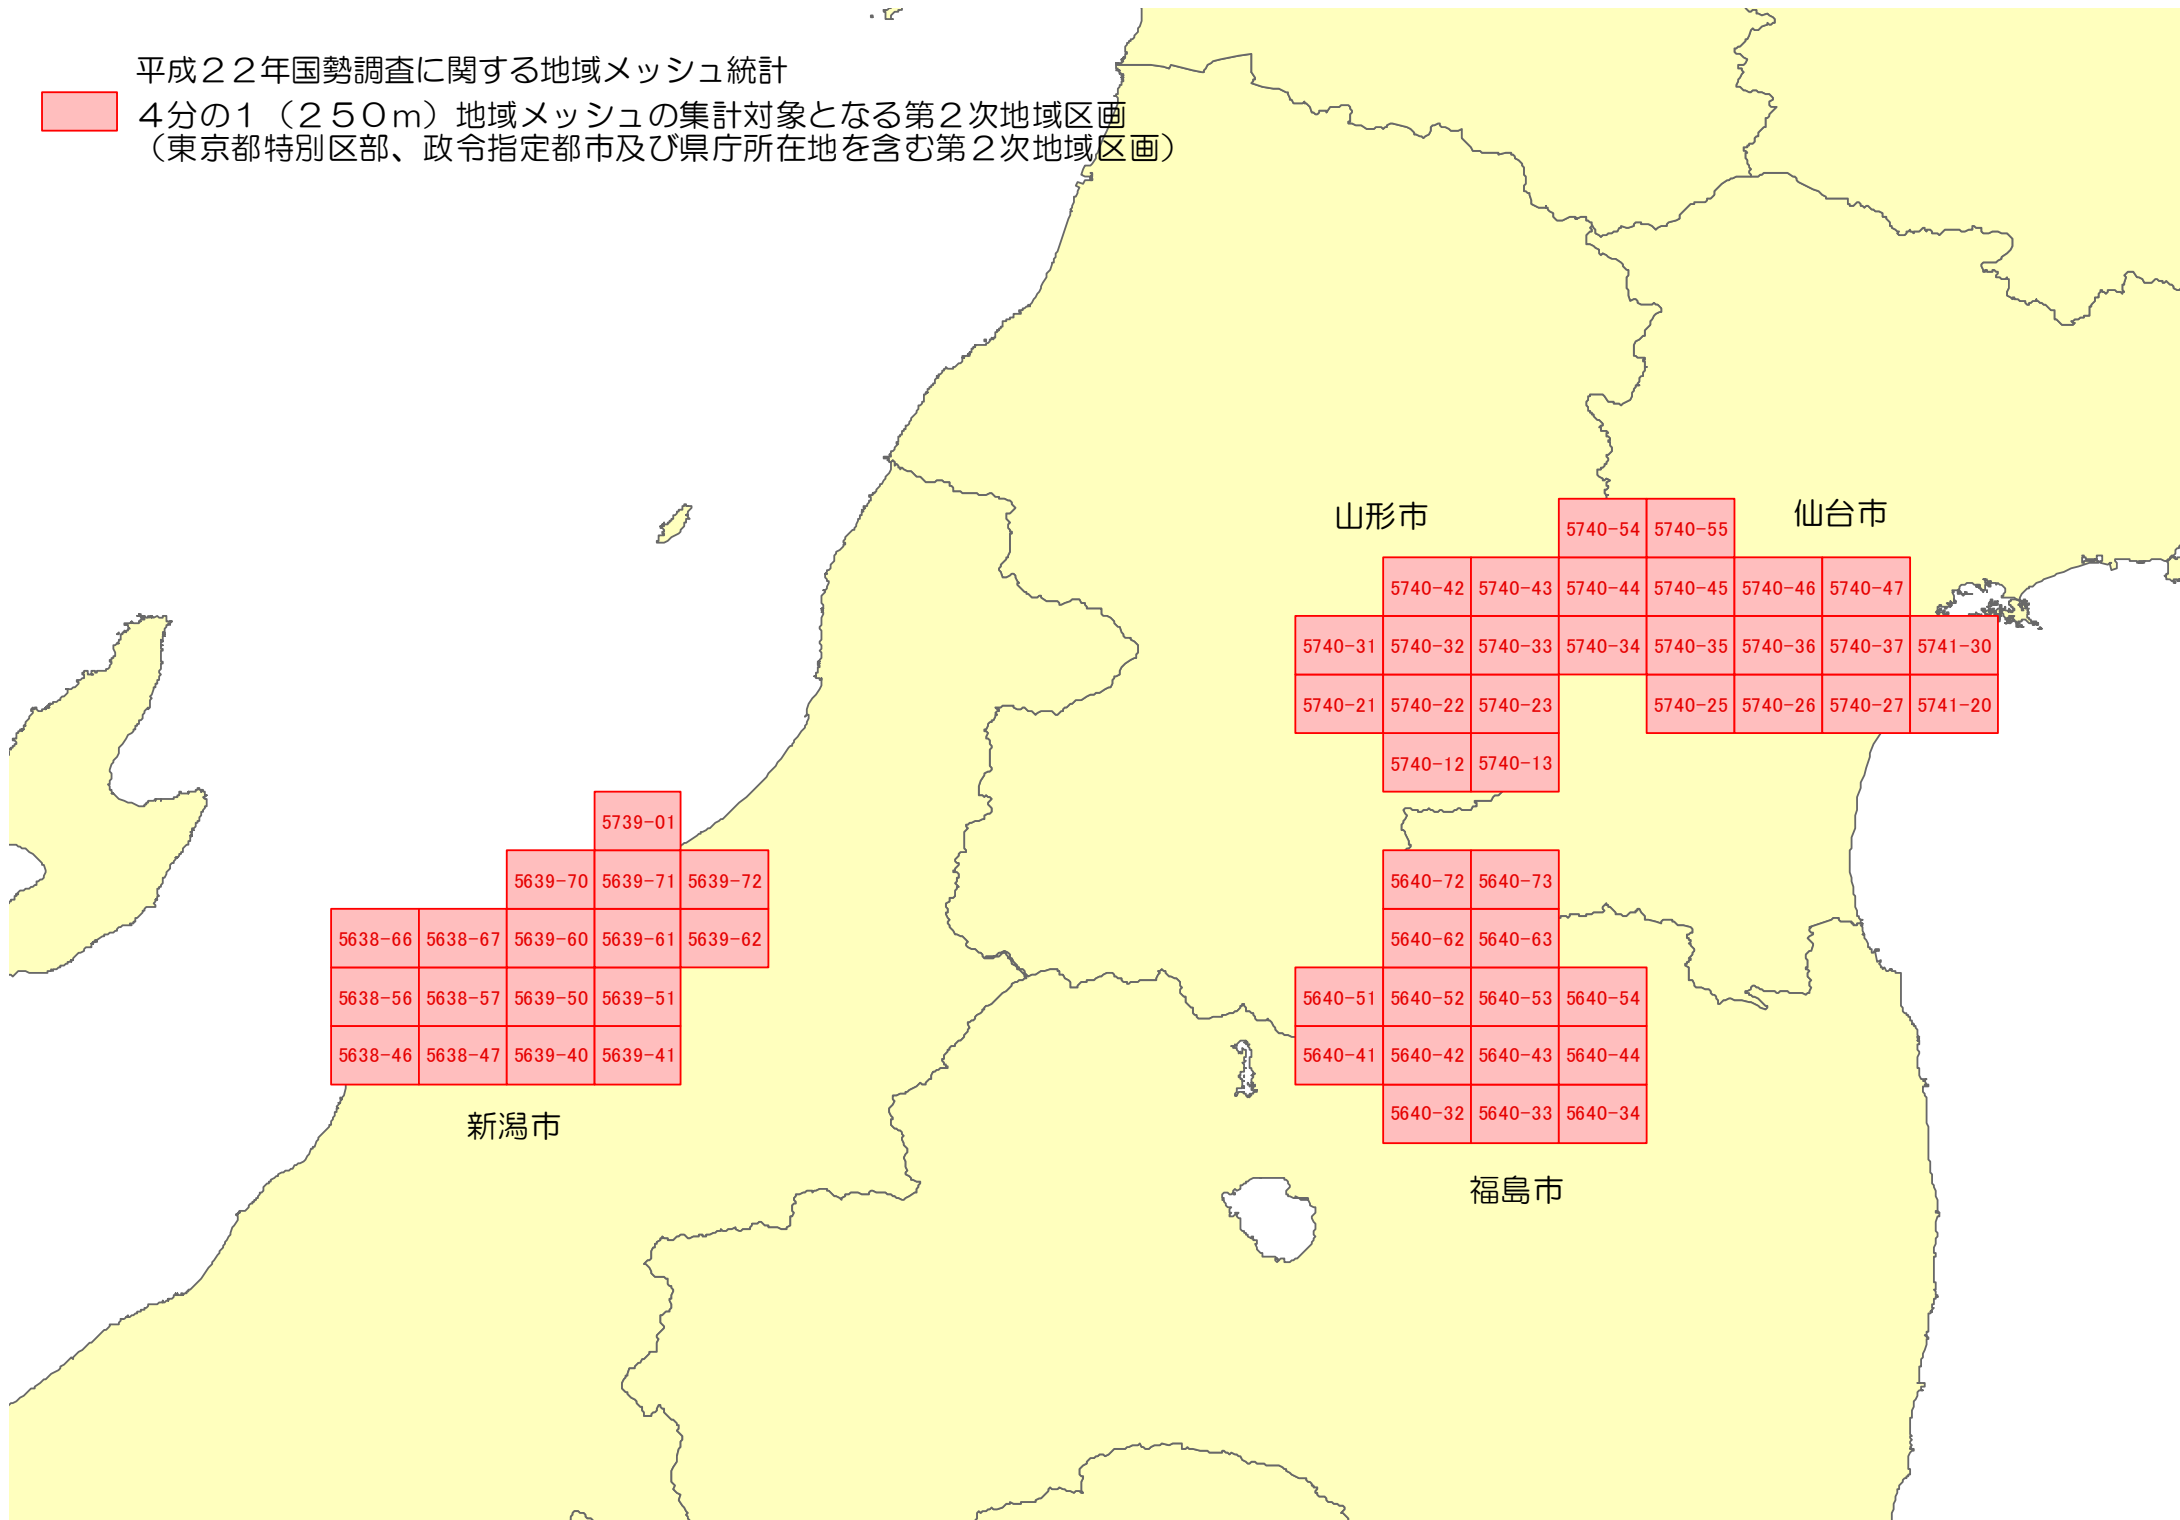 平成２２年国勢調査に関する地域メッシュ統計
４分の１（２５０ｍ）地域メッシュの集計対象となる第２次地域区画
（東京都特別区部、政令指定都市及び県庁所在地を含む第２次地域区画）
山形市
仙台市
5740-54 5740-55
5740-42 5740-43 5740-44 5740-45 5740-46 5740-47
5740-31 5740-32 5740-33 5740-34 5740-35 5740-36 5740-37 5741-30
5740-21 5740-22 5740-23 5740-25 5740-26 5740-27 5741-20
5740-12 5740-13
5739-01
5639-70 5639-71 5639-72
5638-66 5638-67 5639-60 5639-61 5639-62
5638-56 5638-57 5639-50 5639-51
5638-46 5638-47 5639-40 5639-41
新潟市
5640-72 5640-73
5640-62 5640-63
5640-51 5640-52 5640-53 5640-54
5640-41 5640-42 5640-43 5640-44
5640-32 5640-33 5640-34
福島市